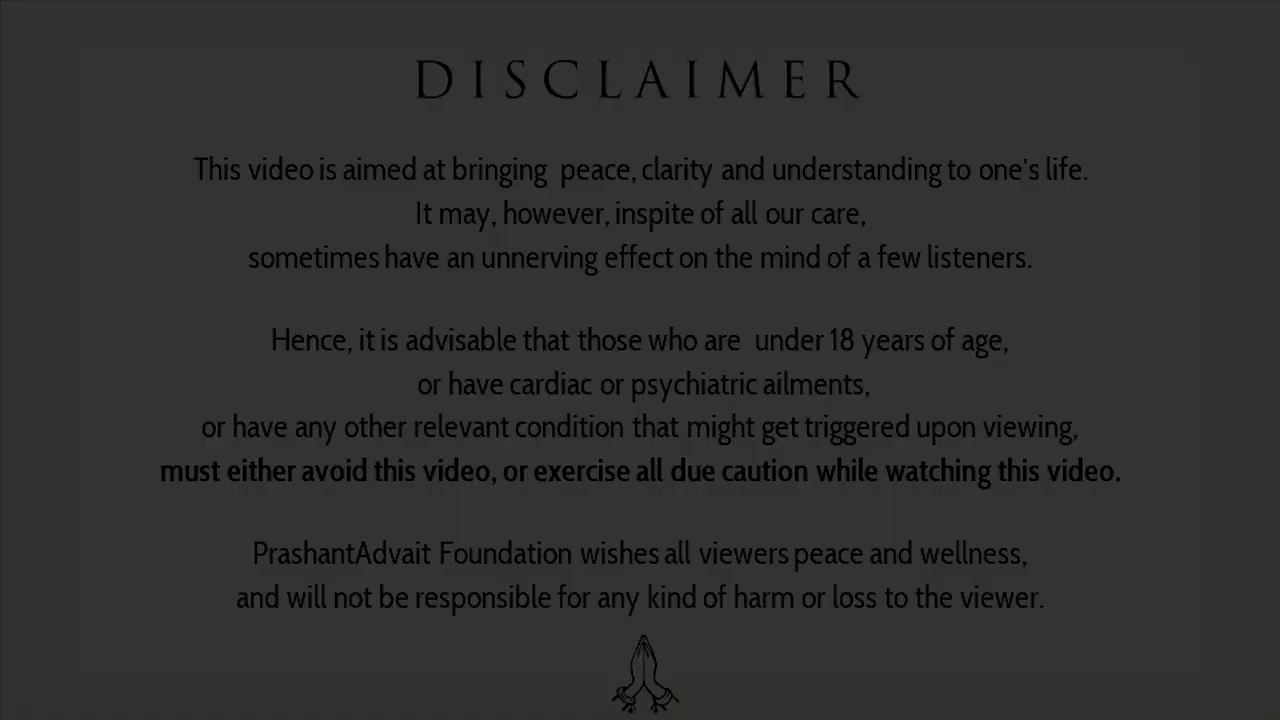 DISCLAIMER
This video is aimed at bringing peace, clarity and understanding to one's life.
It may, however, inspite of all our care,
sometimes have an unnerving effect on the mind of a few listeners.
Hence, it is advisable that those who are under 18 years of age,
or have cardiac or psychiatric ailments,
or have any other relevant condition that might get triggered upon viewing,
must either avoid this video, or exercise all due caution while watching this video.
PrashantAdvait Foundation wishes all viewers peace and wellness,
and will not be responsible for any kind of harm or loss to the viewer.